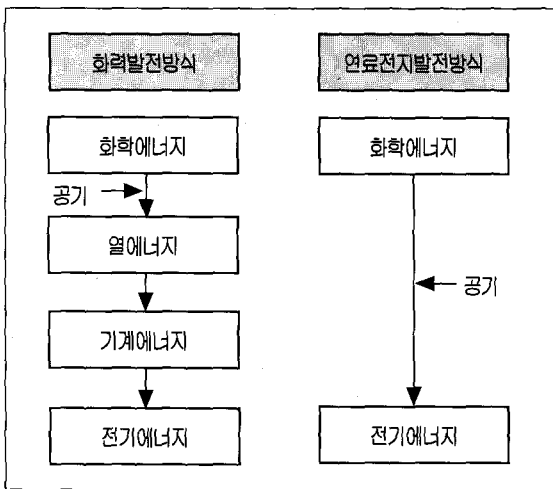 화력발전방식
화학에너지
공기
열에너지
기계에너지
전기에너지
연료전지발전방식
화학에너지
공기
전기에너지